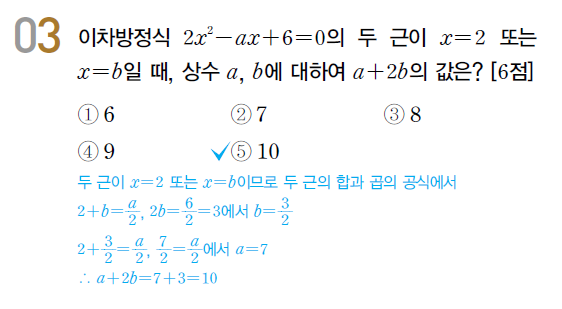 03 이차방정식 2x²-ax+6=0의 두 근이 x=2 또는
x=b일 때, 상수 a, b에 대하여 a+2b의 값은? [6점]
① 6 ② 7 ③ 8
④ 9 ✓⑤ 10
두 근이 x=2 또는 x=b이므로 두 근의 합과 곱의 공식에서
2+b=a/2, 2b=6/2=3에서 b=3/2
2+3/2=a/2, 7/2=a/2에서 a=7
∴ a+2b=7+3=10